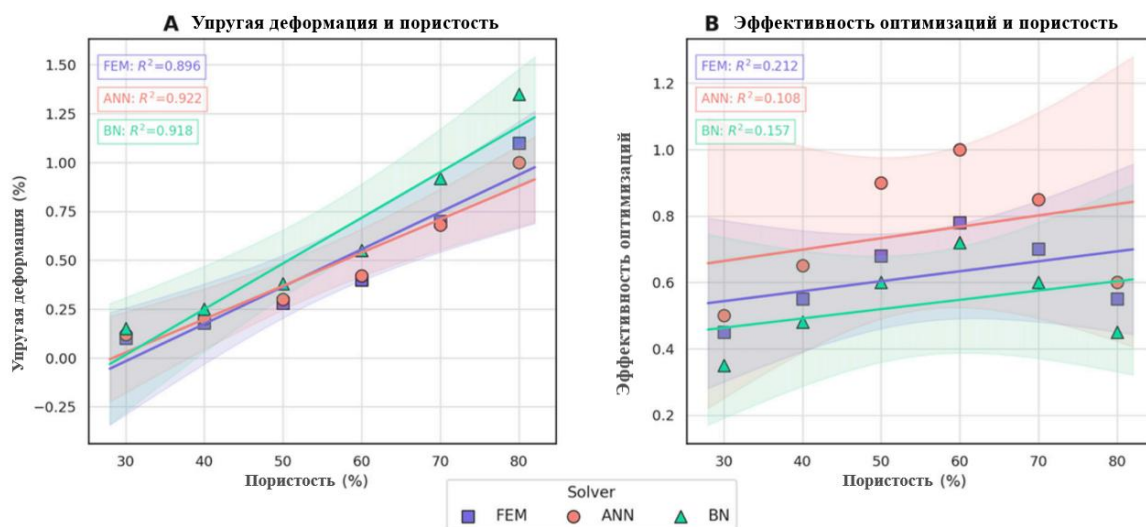 A Упругая деформация и пористость
FEM: R²=0.896
ANN: R²=0.922
BN: R²=0.918
1.50
1.25
1.00
0.75
0.50
0.25
0.00
−0.25
Упругая деформация (%)
30 40 50 60 70 80
Пористость (%)
B Эффективность оптимизаций и пористость
FEM: R²=0.212
ANN: R²=0.108
BN: R²=0.157
1.2
1.0
0.8
0.6
0.4
0.2
Эффективность оптимизаций
30 40 50 60 70 80
Пористость (%)
Solver
FEM ANN BN